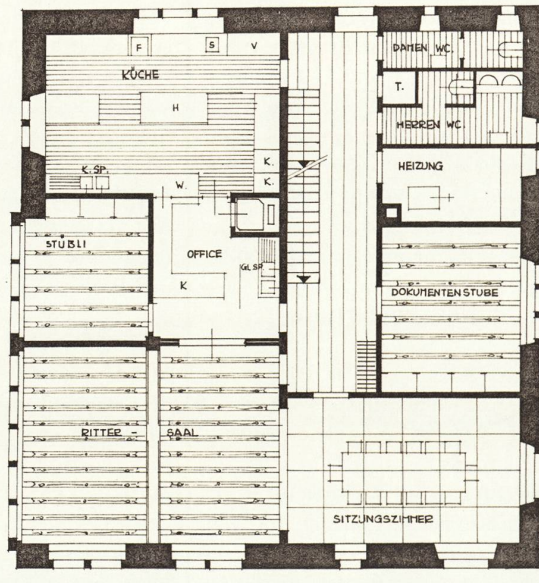 F S V
KÜCHE
H
K. SP.
K.
K.
W.
DAMEN WC.
T.
HERREN WC.
HEIZUNG
STÜBLI
OFFICE
GL. SP.
K
DOKUMENTENSTUBE
RITTER - SAAL
SITZUNGSZIMMER